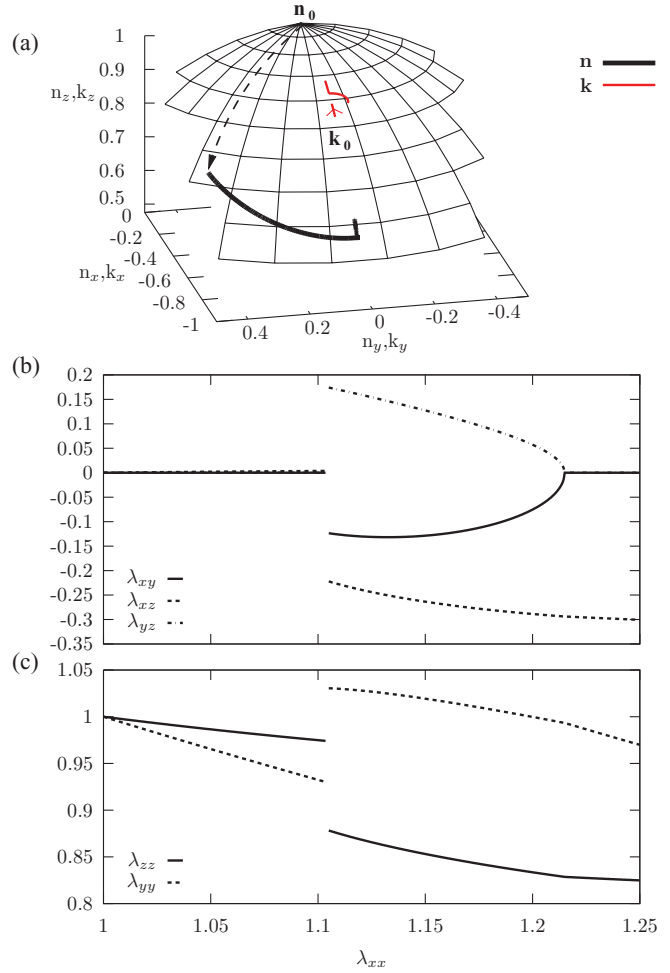 (a)
n₀
n
k
1
0.9
n_z,k_z
0.8
0.7
0.6
0.5
k₀
0
-0.2
-0.4
n_x,k_x
-0.6
-0.8
-1
0.4
0.2
0
-0.2
-0.4
n_y,k_y
(b)
0.2
0.15
0.1
0.05
0
-0.05
-0.1
-0.15
-0.2
-0.25
-0.3
-0.35
λ_xy
λ_xz
λ_yz
(c)
1.05
1
0.95
0.9
0.85
0.8
λ_zz
λ_yy
1 1.05 1.1 1.15 1.2 1.25
λ_xx